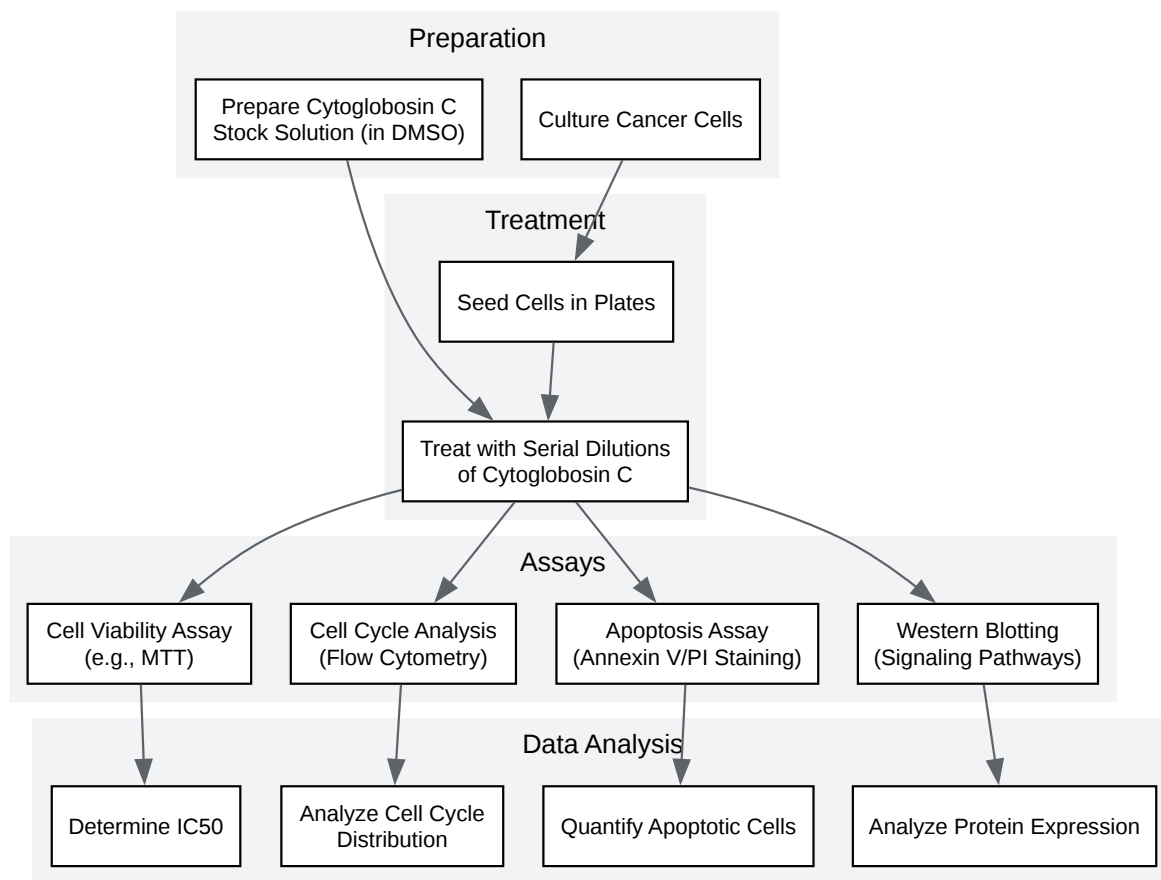 Preparation
Prepare Cytoglobosin C
Stock Solution (in DMSO)
Culture Cancer Cells
Treatment
Seed Cells in Plates
Treat with Serial Dilutions
of Cytoglobosin C
Assays
Cell Viability Assay
(e.g., MTT)
Cell Cycle Analysis
(Flow Cytometry)
Apoptosis Assay
(Annexin V/PI Staining)
Western Blotting
(Signaling Pathways)
Data Analysis
Determine IC50
Analyze Cell Cycle
Distribution
Quantify Apoptotic Cells
Analyze Protein Expression